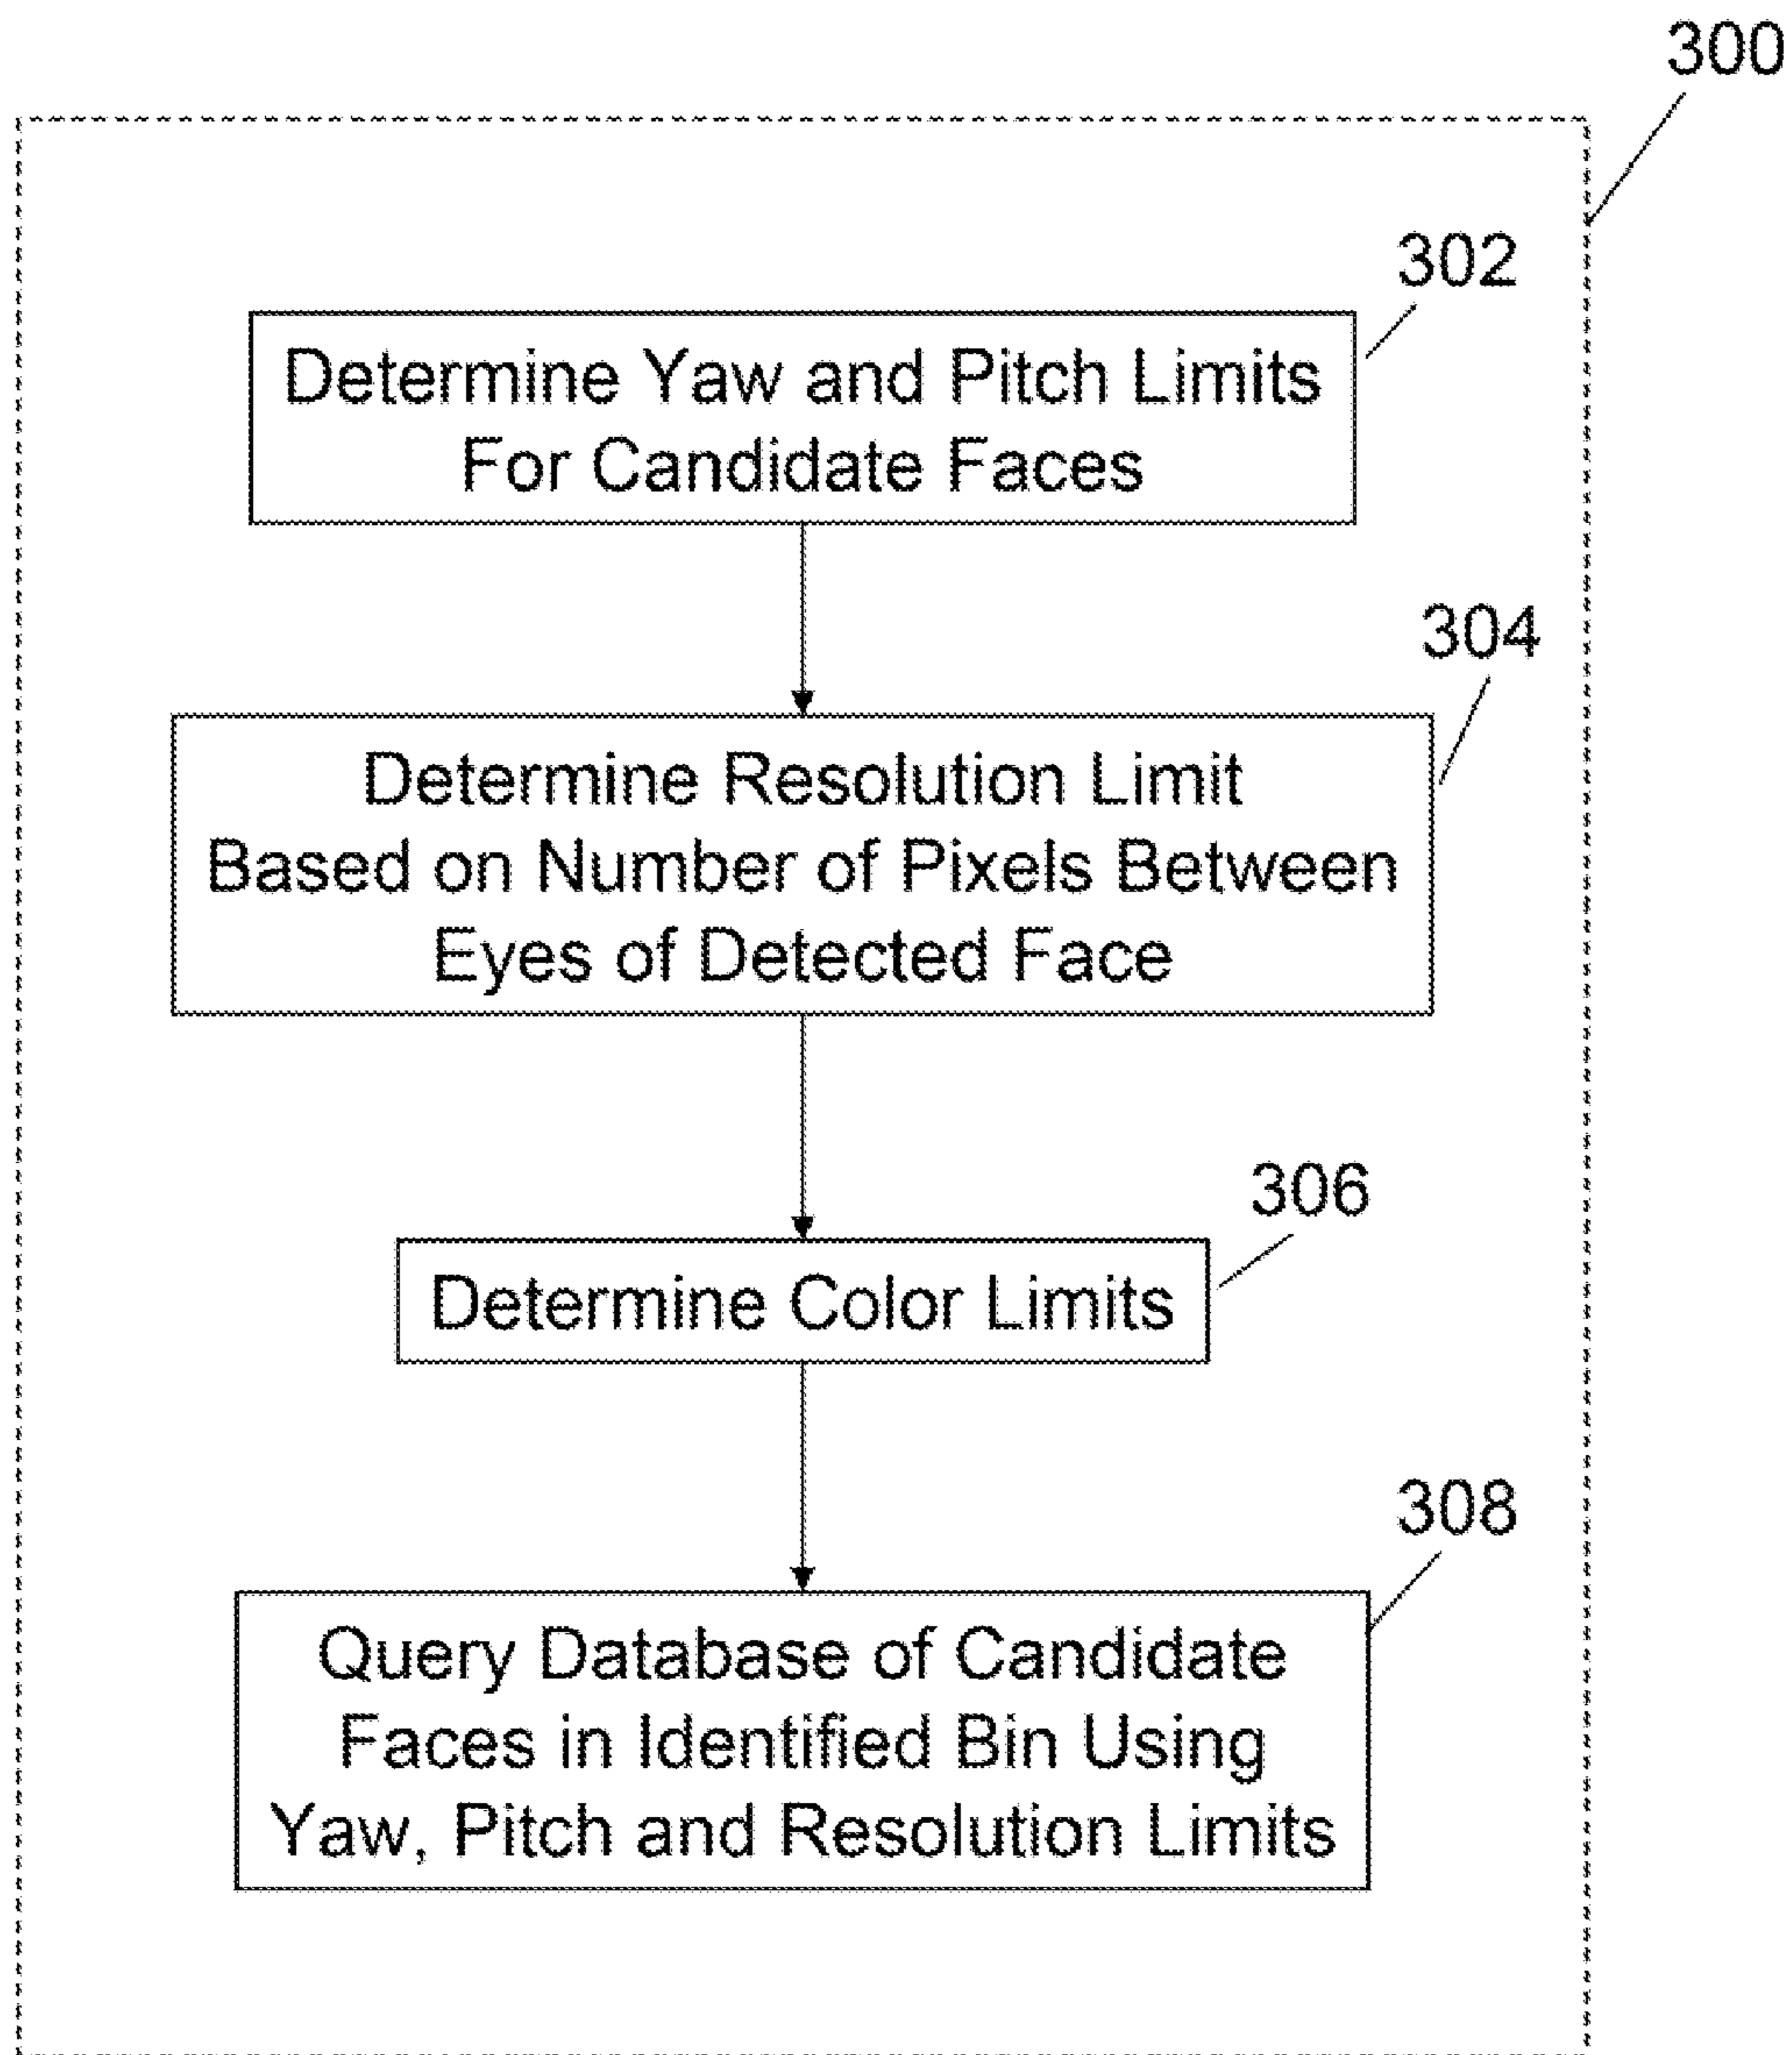 300
302
Determine Yaw and Pitch Limits
For Candidate Faces
304
Determine Resolution Limit
Based on Number of Pixels Between
Eyes of Detected Face
306
Determine Color Limits
308
Query Database of Candidate
Faces in Identified Bin Using
Yaw, Pitch and Resolution Limits